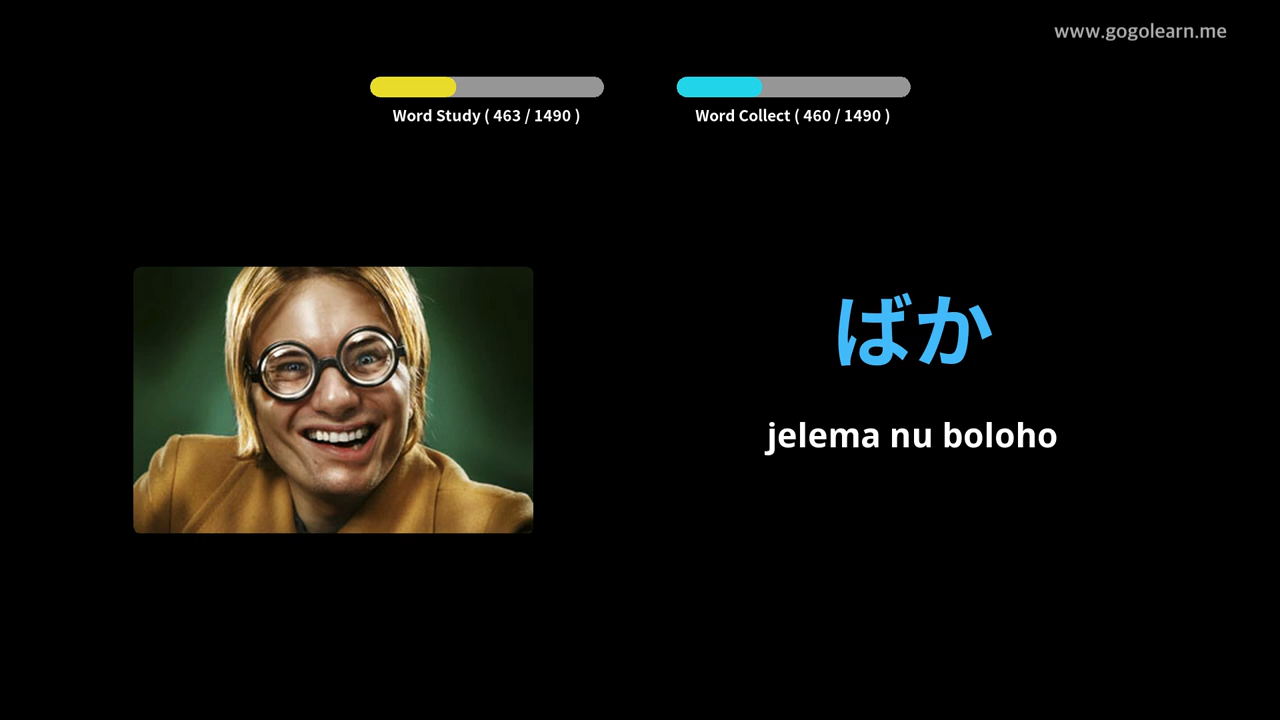 www.gogolearn.me
Word Study ( 463 / 1490 )
Word Collect ( 460 / 1490 )
ばか
jelema nu boloho